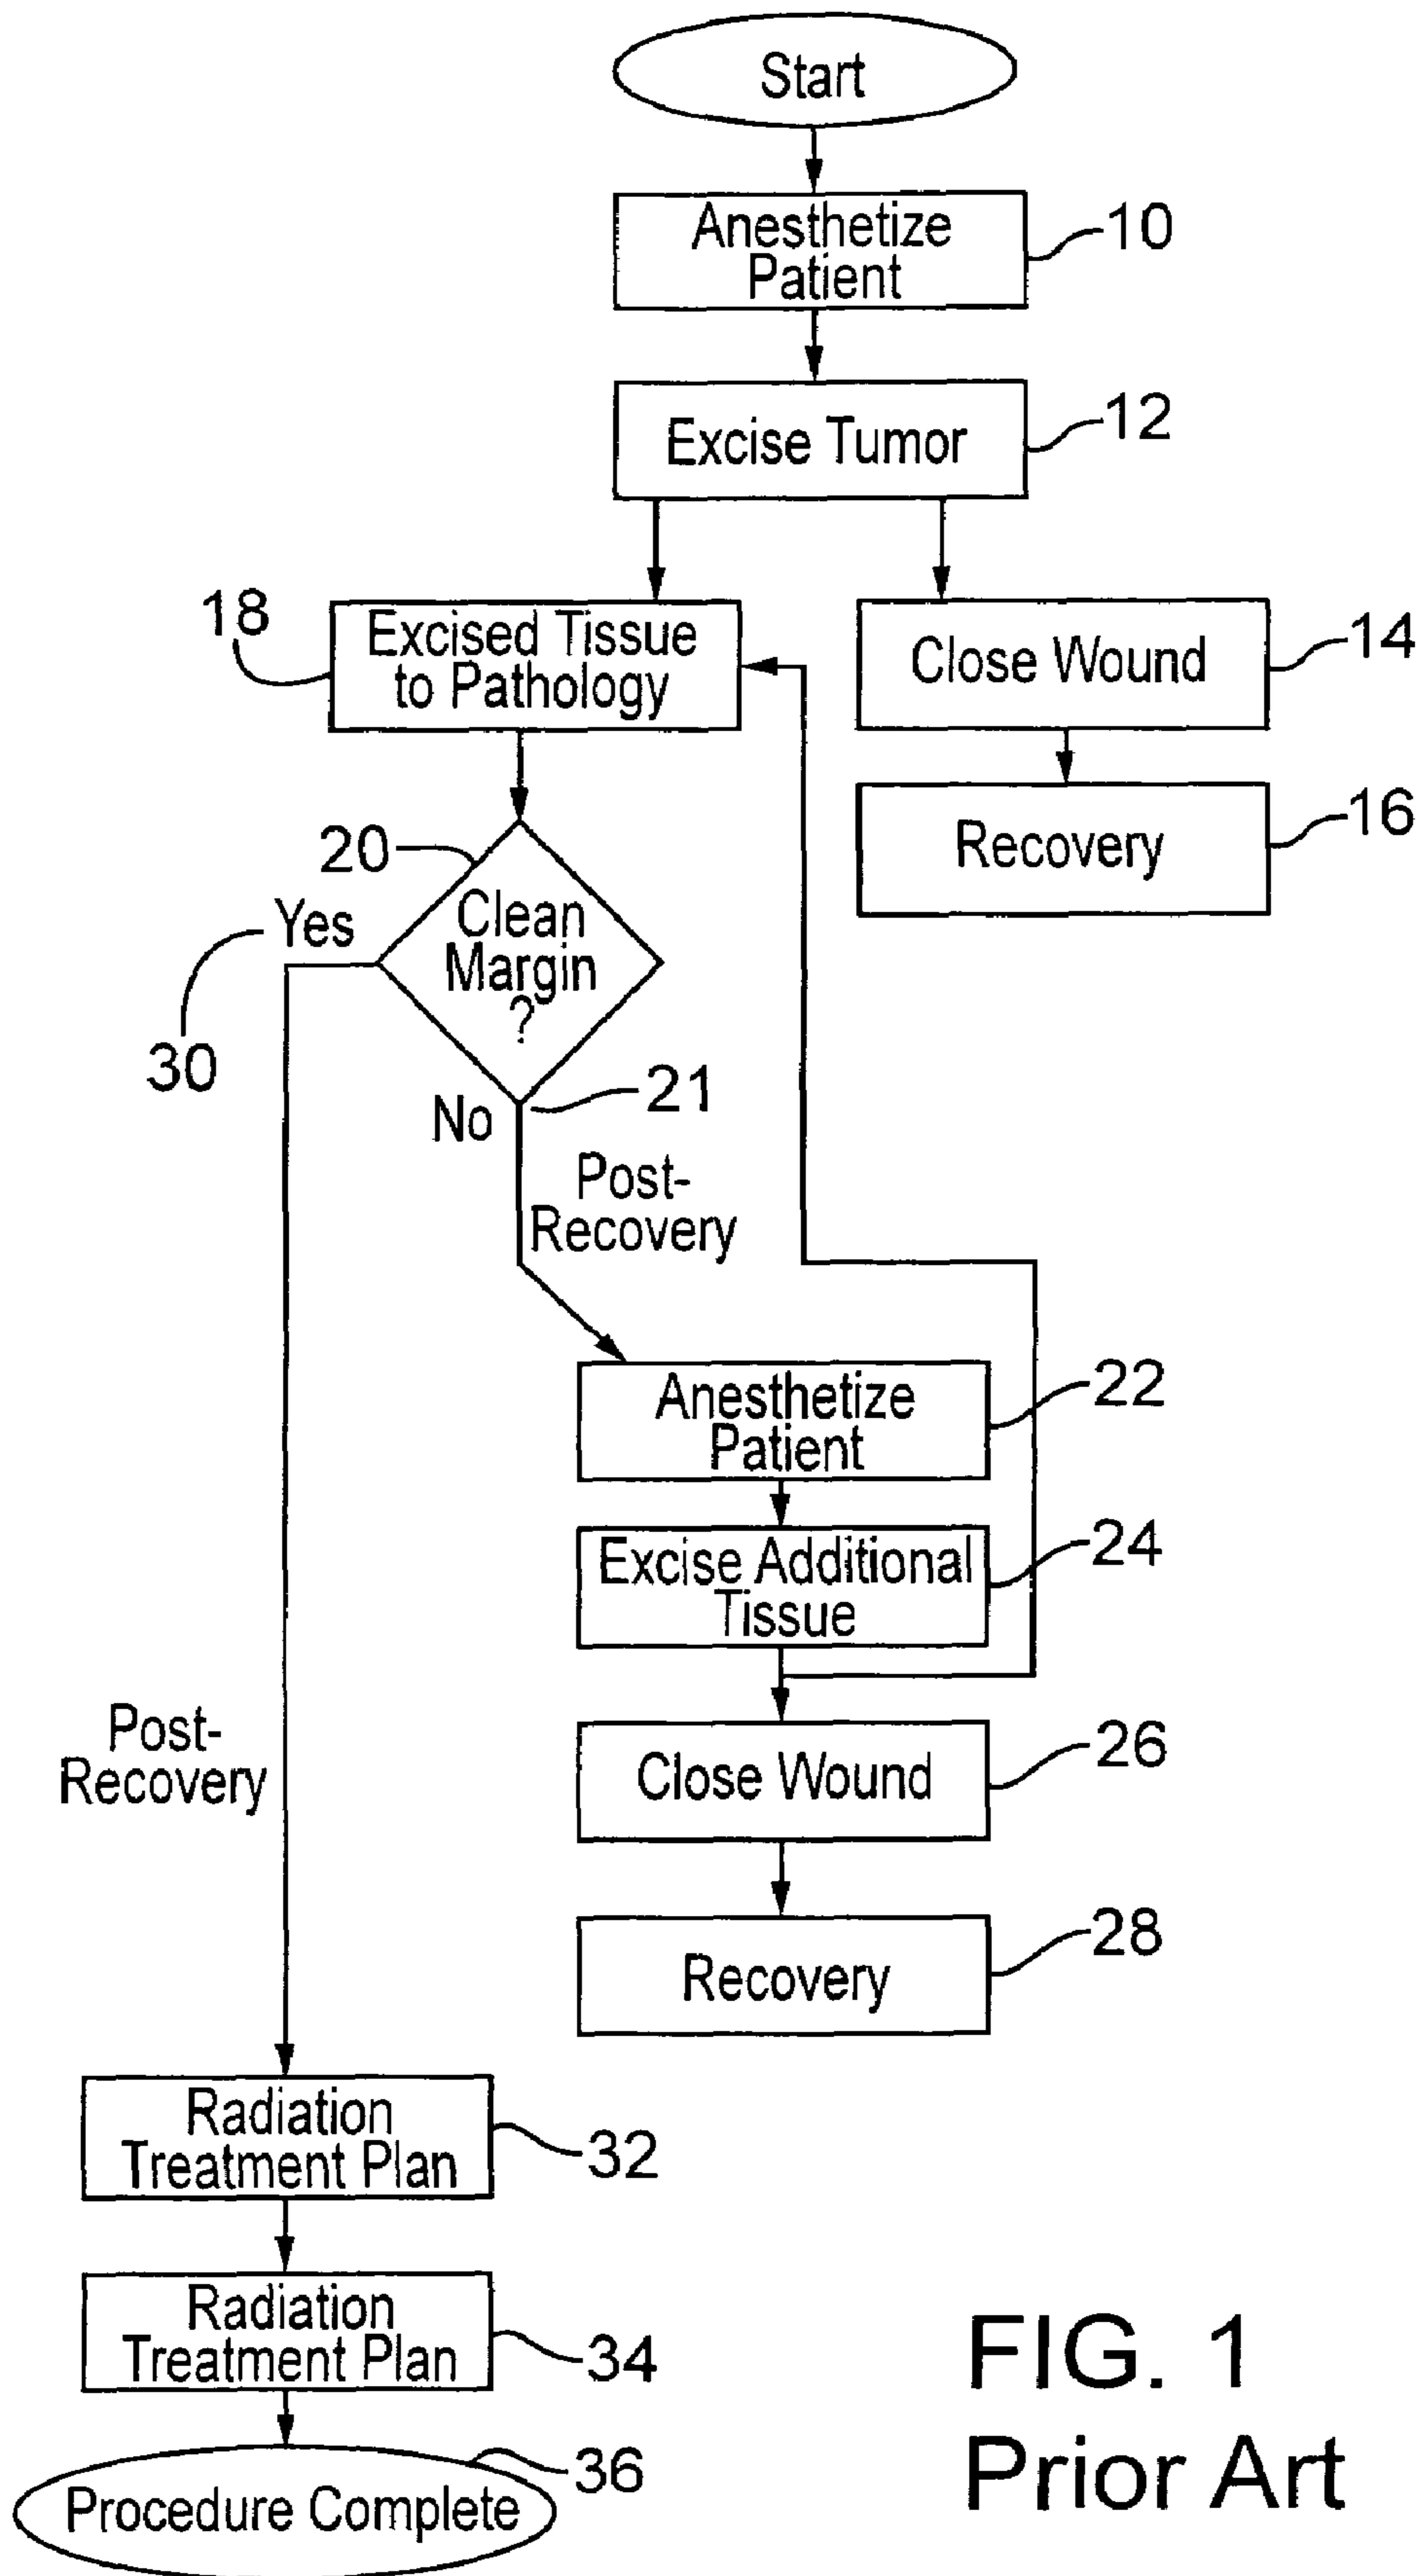 Start
Anesthetize
Patient
10
Excise Tumor
12
18
Excised Tissue
to Pathology
Close Wound
14
Recovery
16
20
Yes
Clean
Margin
?
30
No
21
Post-
Recovery
Anesthetize
Patient
22
Excise Additional
Tissue
24
Post-
Recovery
Close Wound
26
Recovery
28
Radiation
Treatment Plan
32
Radiation
Treatment Plan
34
Procedure Complete
36
FIG. 1
Prior Art